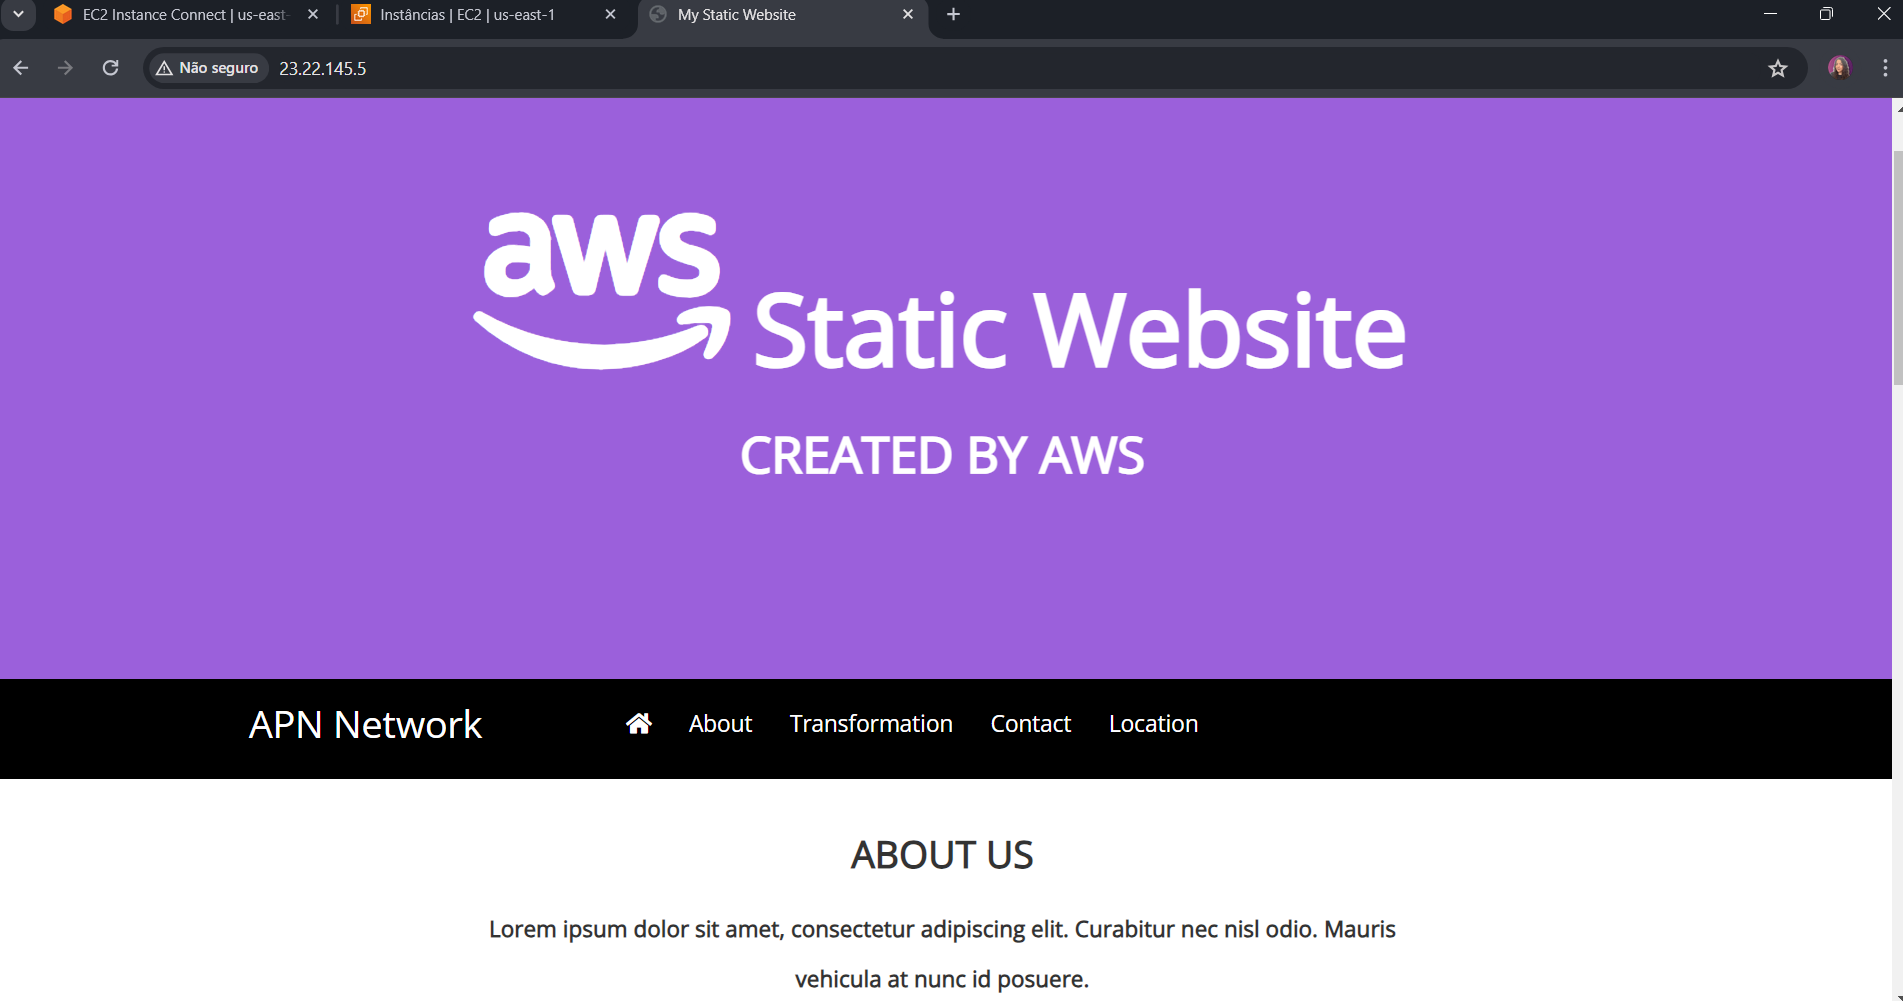 EC2 Instance Connect | us-east-
Instâncias | EC2 | us-east-1
My Static Website
Não seguro
23.22.145.5
aws
Static Website
CREATED BY AWS
APN Network
About
Transformation
Contact
Location
ABOUT US
Lorem ipsum dolor sit amet, consectetur adipiscing elit. Curabitur nec nisl odio. Mauris
vehicula at nunc id posuere.